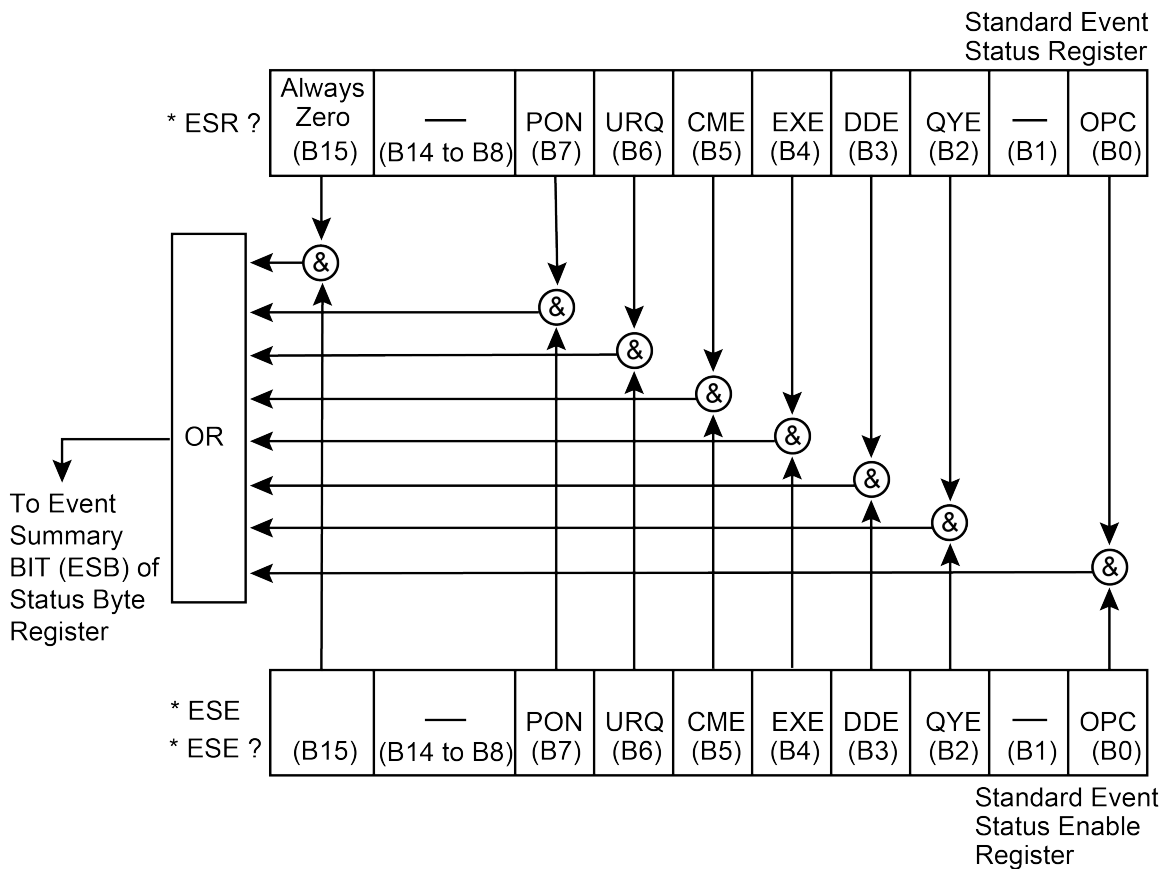 Standard Event
Status Register
* ESR ?
Always
Zero
(B15)
—
(B14 to B8)
PON
(B7)
URQ
(B6)
CME
(B5)
EXE
(B4)
DDE
(B3)
QYE
(B2)
—
(B1)
OPC
(B0)
&
&
&
&
&
&
&
&
OR
To Event
Summary
BIT (ESB) of
Status Byte
Register
* ESE
* ESE ?
(B15)
—
(B14 to B8)
PON
(B7)
URQ
(B6)
CME
(B5)
EXE
(B4)
DDE
(B3)
QYE
(B2)
—
(B1)
OPC
(B0)
Standard Event
Status Enable
Register